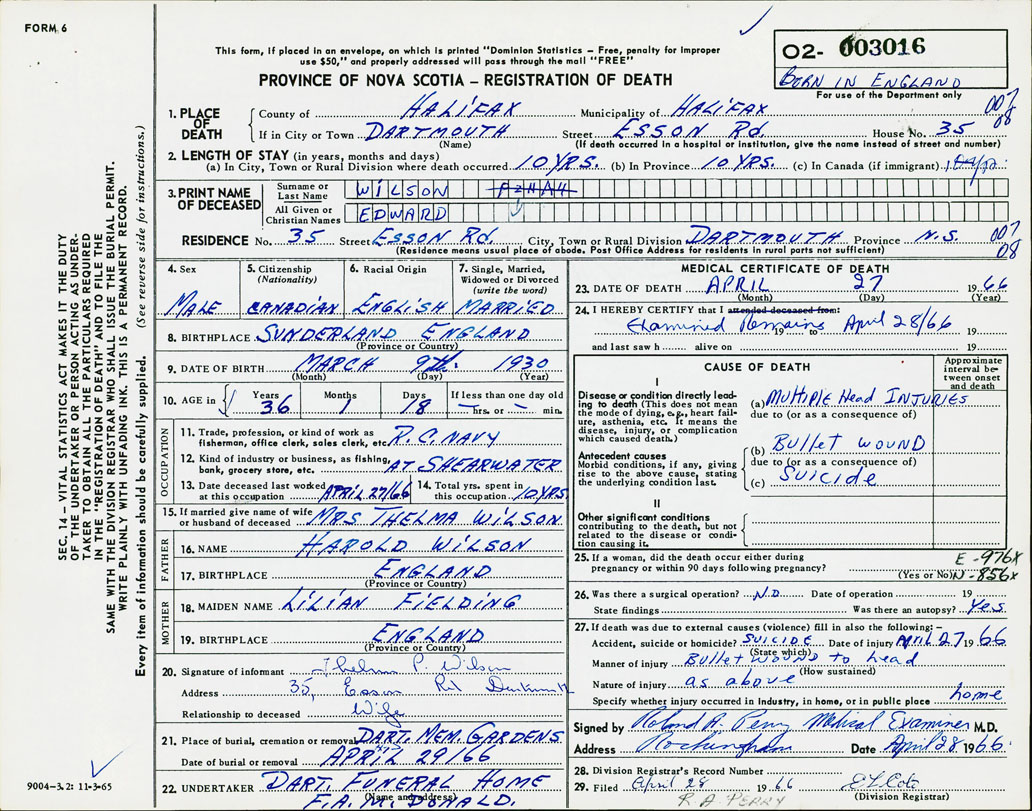 FORM 6
This form, if placed in an envelope, on which is printed "Dominion Statistics – Free, penalty for improper
use $50," and properly addressed will pass through the mail "FREE"
PROVINCE OF NOVA SCOTIA – REGISTRATION OF DEATH
02- 003016
BORN IN ENGLAND
For use of the Department only
007
08
1. PLACE OF DEATH
County of HALIFAX Municipality of HALIFAX
If in City or Town DARTMOUTH Street ESSON Rd. House No. 35
(Name) (If death occurred in a hospital or institution, give the name instead of street and number)
2. LENGTH OF STAY (in years, months and days)
(a) In City, Town or Rural Division where death occurred 10 YRS. (b) In Province 10 YRS. (c) In Canada (if immigrant)
3. PRINT NAME OF DECEASED
Surname or Last Name WILSON
All Given or Christian Names EDWARD
RESIDENCE No. 35 Street Esson Rd. City, Town or Rural Division DARTMOUTH Province N.S.
(Residence means usual place of abode. Post Office Address for residents in rural parts not sufficient)
007
08
4. Sex MALE
5. Citizenship (Nationality) CANADIAN
6. Racial Origin ENGLISH
7. Single, Married, Widowed or Divorced (write the word) MARRIED
8. BIRTHPLACE SUNDERLAND ENGLAND
(Province or Country)
9. DATE OF BIRTH MARCH 9th. 1930
(Month) (Day) (Year)
10. AGE in Years 36 Months 1 Days 18 If less than one day old – hrs. or – min.
OCCUPATION
11. Trade, profession, or kind of work as fisherman, office clerk, sales clerk, etc. R.C. NAVY
12. Kind of industry or business, as fishing, bank, grocery store, etc. AT SHEARWATER
13. Date deceased last worked at this occupation APRIL 27/66
14. Total yrs. spent in this occupation 10 YRS.
15. If married give name of wife or husband of deceased MRS THELMA WILSON
FATHER
16. NAME HAROLD WILSON
17. BIRTHPLACE ENGLAND
(Province or Country)
MOTHER
18. MAIDEN NAME LILIAN FIELDING
19. BIRTHPLACE ENGLAND
(Province or Country)
20. Signature of informant Thelma P. Wilson
Address 35, Esson Rd Dartmouth
Relationship to deceased Wife
21. Place of burial, cremation or removal DART. MEM. GARDENS
Date of burial or removal APRIL 29/66
22. UNDERTAKER DART. FUNERAL HOME
(Name and address)
MEDICAL CERTIFICATE OF DEATH
23. DATE OF DEATH APRIL 27 1966
(Month) (Day) (Year)
24. I HEREBY CERTIFY that I attended deceased from:
Examined Remains 19 to April 28/66 19
and last saw h alive on 19
CAUSE OF DEATH
Approximate interval between onset and death
I
Disease or condition directly leading to death (This does not mean the mode of dying, e.g., heart failure, asthenia, etc. It means the disease, injury, or complication which caused death.)
(a) MULTIPLE Head INJURIES
due to (or as a consequence of)
Antecedent causes
Morbid conditions, if any, giving rise to the above cause, stating the underlying condition last.
(b) Bullet wound
due to (or as a consequence of)
(c) Suicide
II
Other significant conditions contributing to the death, but not related to the disease or condition causing it.
25. If a woman, did the death occur either during
pregnancy or within 90 days following pregnancy?
(Yes or No)
E-976X
N-856X
26. Was there a surgical operation? Date of operation 19
State findings Was there an autopsy? Yes
27. If death was due to external causes (violence) fill in also the following: –
Accident, suicide or homicide? Suicide Date of injury April 27 1966
(State which)
Manner of injury Bullet wound to head
(How sustained)
Nature of injury as above
Specify whether injury occurred in industry, in home, or in public place home
Signed by Roland A. Perry Medical Examiner M.D.
Address Rockingham Date April 28 1966
28. Division Registrar's Record Number
29. Filed April 28 1966
(Division Registrar)
R A PERRY
SEC. 14 – VITAL STATISTICS ACT MAKES IT THE DUTY
OF THE UNDERTAKER OR PERSON ACTING AS UNDER-
TAKER TO OBTAIN ALL THE PARTICULARS REQUIRED
IN THE "REGISTRATION OF DEATH" AND TO FILE THE
SAME WITH THE DIVISION REGISTRAR WHO SHALL ISSUE THE BURIAL PERMIT.
WRITE PLAINLY WITH UNFADING INK. THIS IS A PERMANENT RECORD.
Every item of information should be carefully supplied. (See reverse side for instructions.)
9004-3.2: 11-3-65